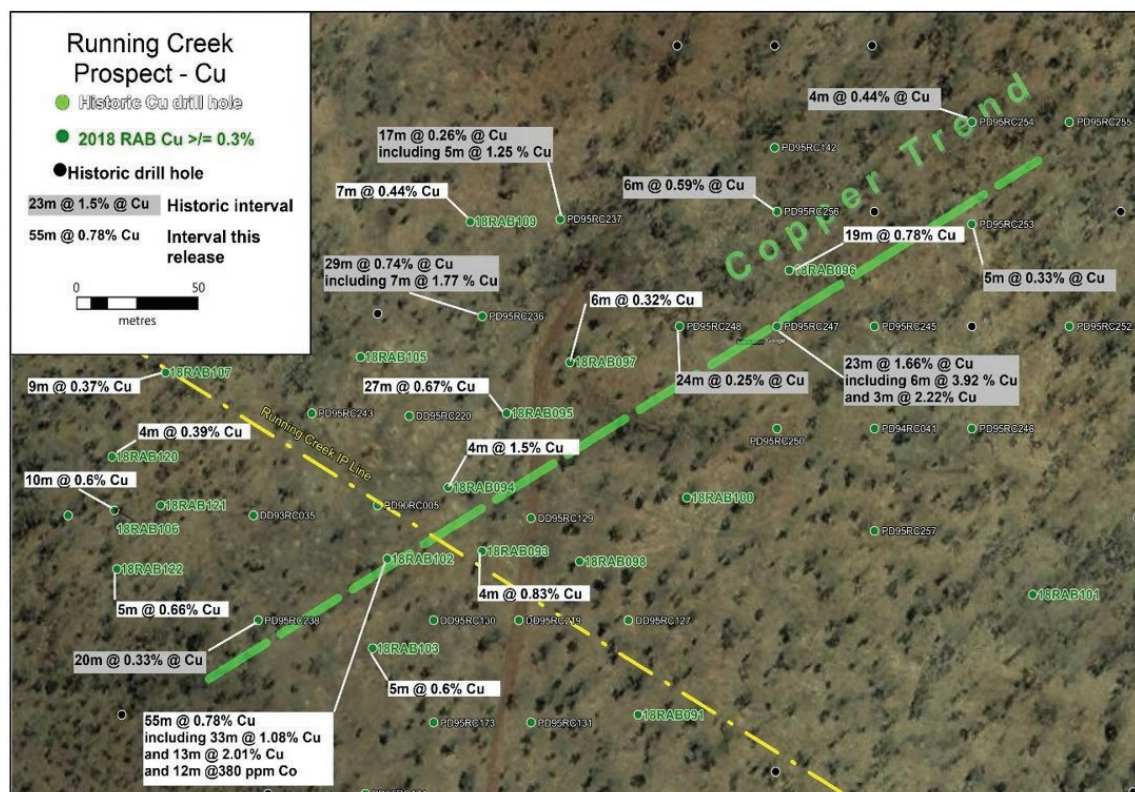 Running Creek
Prospect - Cu
Historic Cu drill hole
2018 RAB Cu >/= 0.3%
Historic drill hole
23m @ 1.5% @ Cu
Historic interval
55m @ 0.78% Cu
Interval this
release
0
50
metres
4m @ 0.44% @ Cu
PD95RC254
PD95RC255
Copper Trend
17m @ 0.26% @ Cu
including 5m @ 1.25 % Cu
PD95RC142
7m @ 0.44% Cu
18RAB109
PD95RC237
6m @ 0.59% @ Cu
PD95RC256
PD95RC253
19m @ 0.78% Cu
18RAB096
5m @ 0.33% @ Cu
29m @ 0.74% @ Cu
including 7m @ 1.77 % Cu
PD95RC236
6m @ 0.32% Cu
PD95RC248
PD95RC247
PD95RC245
PD95RC252
18RAB105
18RAB097
18RAB107
9m @ 0.37% Cu
27m @ 0.67% Cu
24m @ 0.25% @ Cu
23m @ 1.66% @ Cu
including 6m @ 3.92 % Cu
and 3m @ 2.22% Cu
PD95RC243
DD95RC220
18RAB095
Running Creek IP Line
PD95RC250
PD94RC041
PD95RC246
4m @ 0.39% Cu
18RAB120
4m @ 1.5% Cu
10m @ 0.6% Cu
18RAB094
18RAB121
18RAB106
DD93RC035
PD90RC005
DD95RC129
18RAB100
PD95RC257
18RAB102
18RAB093
18RAB098
18RAB122
4m @ 0.83% Cu
18RAB101
5m @ 0.66% Cu
PD95RC238
DD95RC130
DD95RC219
DD95RC127
20m @ 0.33% @ Cu
18RAB103
5m @ 0.6% Cu
55m @ 0.78% Cu
including 33m @ 1.08% Cu
and 13m @ 2.01% Cu
and 12m @380 ppm Co
PD95RC173
PD95RC131
18RAB091